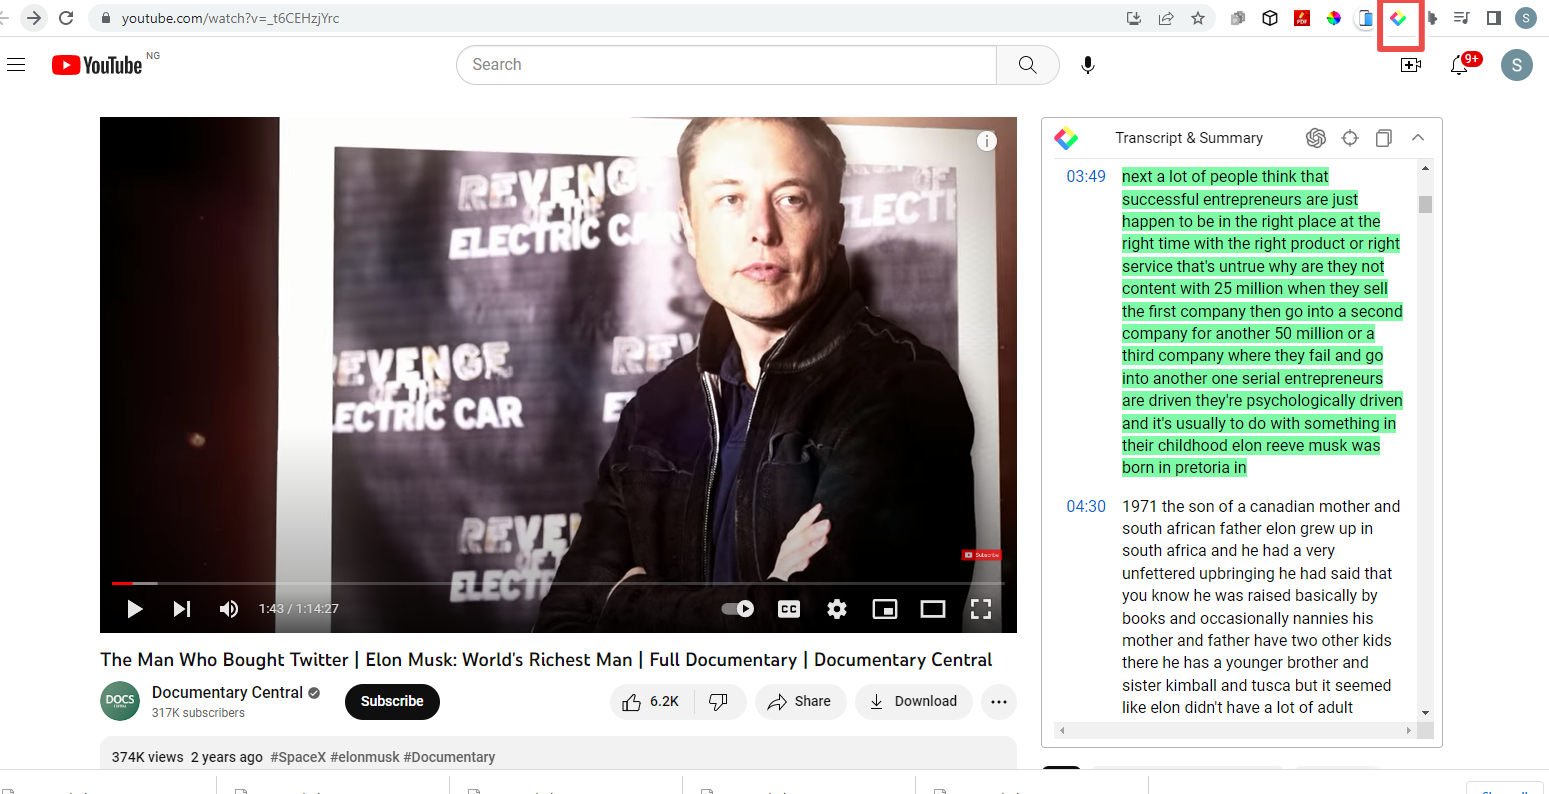 youtube.com/watch?v=_t6CEHzjYrc
PDF
S
YouTube NG
Search
9+
S
REVENGE
OF THE
ELECTRIC CAR
ELECTRI
REVENGE
OF THE
ELECTRIC CAR
RE
E
REVENGE
OF THE
ELECT
Subscribe
1:43 / 1:14:27
CC
The Man Who Bought Twitter | Elon Musk: World's Richest Man | Full Documentary | Documentary Central
DOCS
CENTRAL
Documentary Central
317K subscribers
Subscribe
6.2K
Share
Download
374K views 2 years ago #SpaceX #elonmusk #Documentary
Transcript & Summary
03:49
next a lot of people think that
successful entrepreneurs are just
happen to be in the right place at the
right time with the right product or right
service that's untrue why are they not
content with 25 million when they sell
the first company then go into a second
company for another 50 million or a
third company where they fail and go
into another one serial entrepreneurs
are driven they're psychologically driven
and it's usually to do with something in
their childhood elon reeve musk was
born in pretoria in
04:30
1971 the son of a canadian mother and
south african father elon grew up in
south africa and he had a very
unfettered upbringing he had said that
you know he was raised basically by
books and occasionally nannies his
mother and father have two other kids
there he has a younger brother and
sister kimball and tusca but it seemed
like elon didn't have a lot of adult